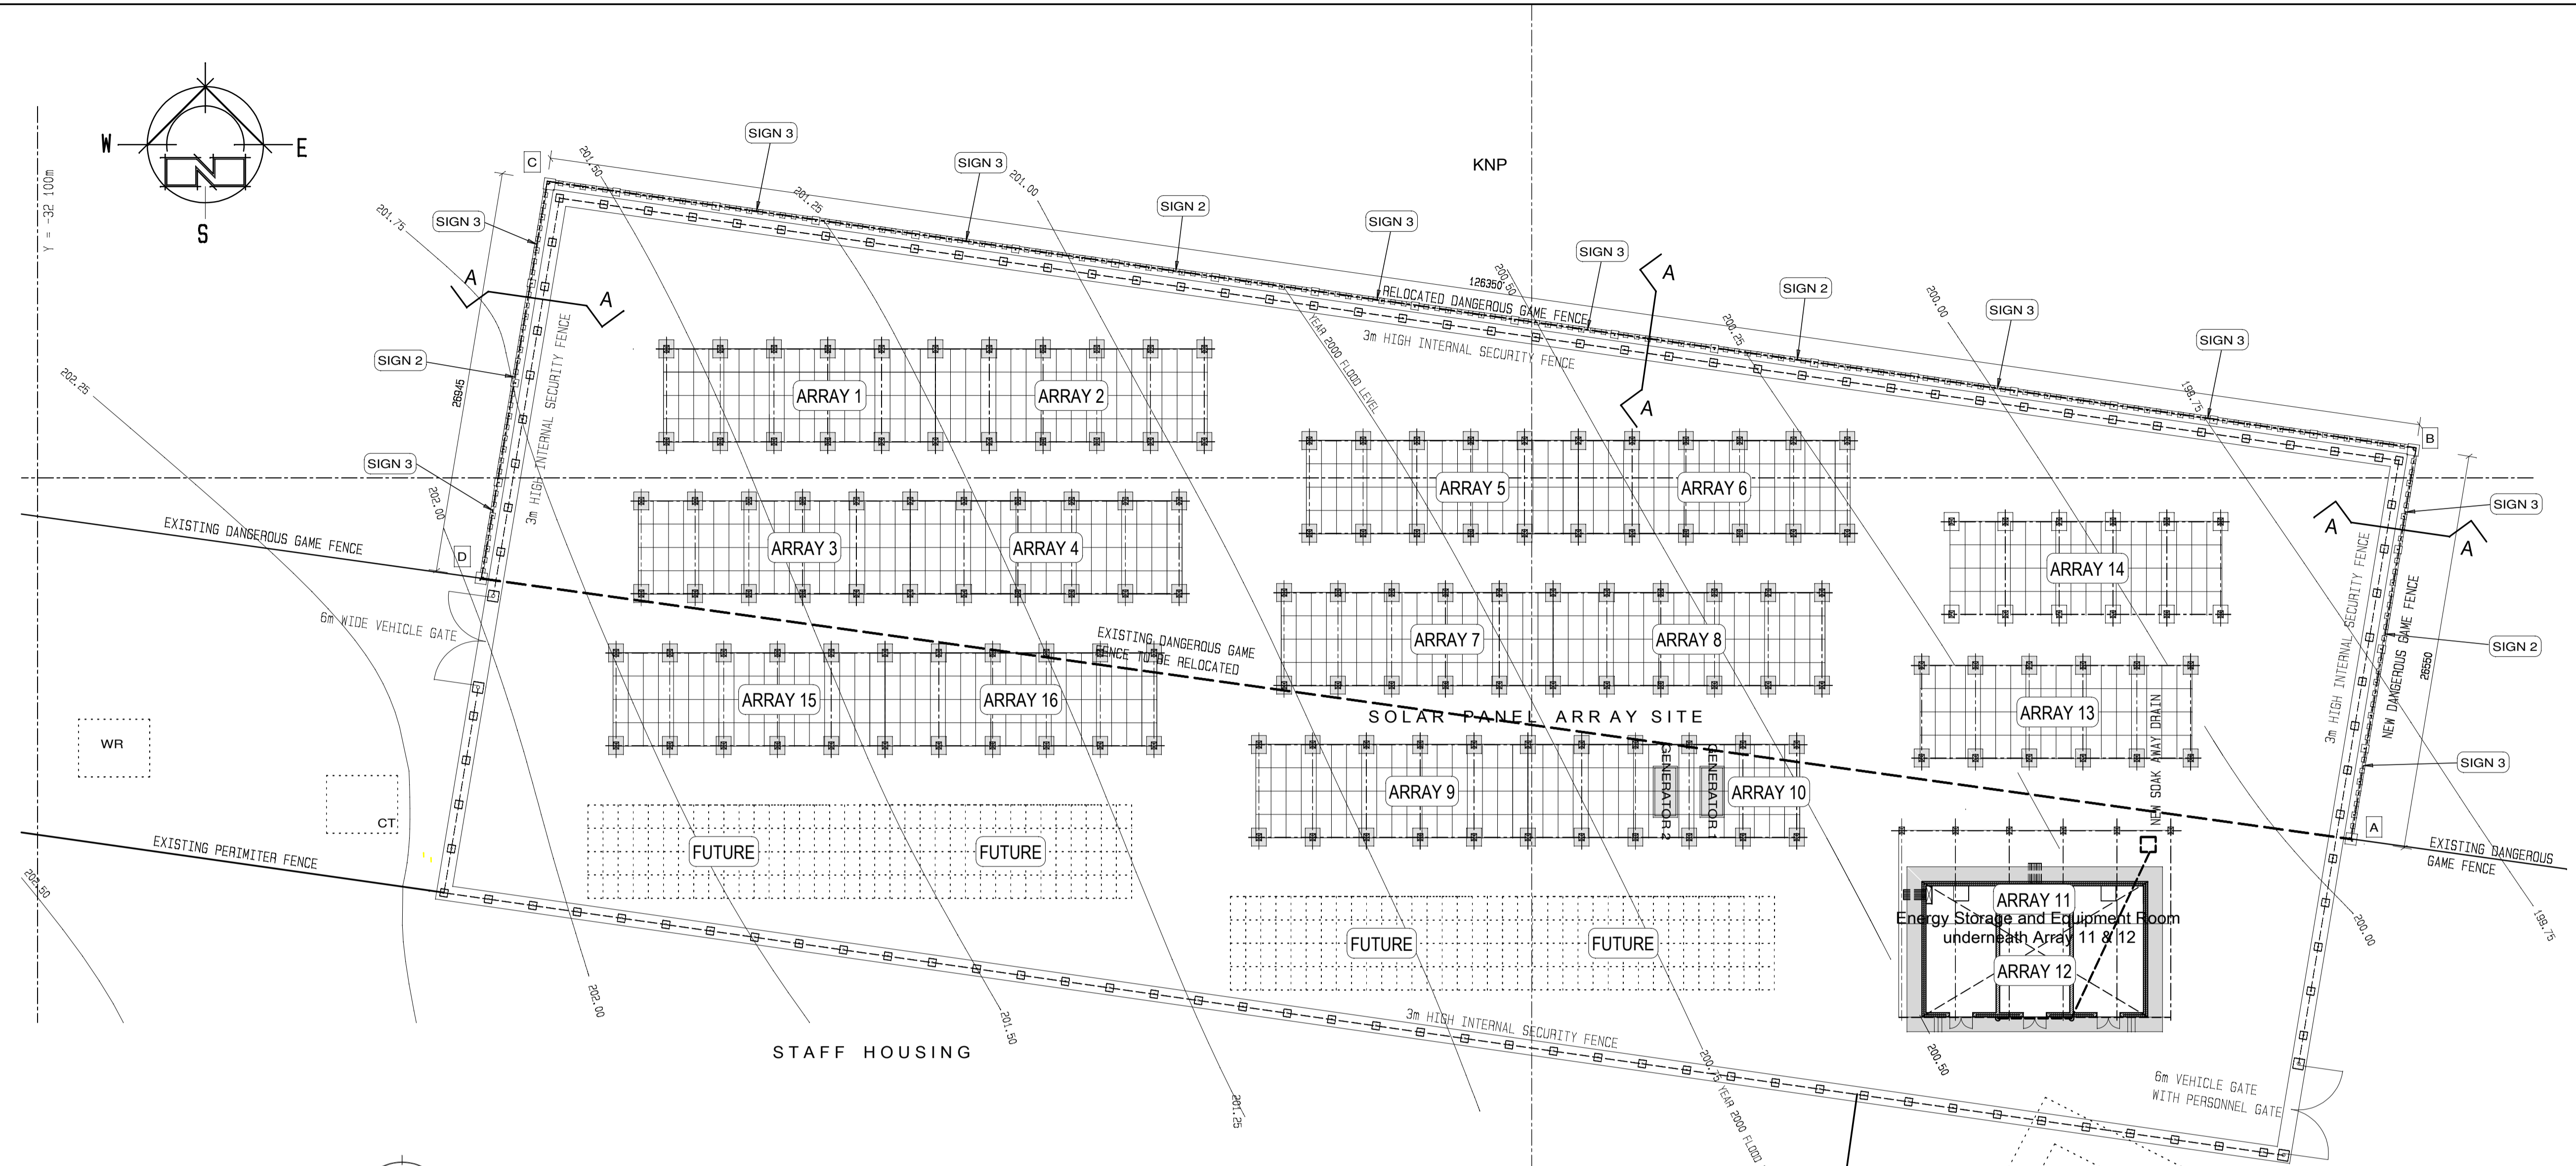 W
E
N
S
Y = -32 100m
KNP
C
B
D
A
SIGN 3
SIGN 3
SIGN 2
SIGN 3
SIGN 3
SIGN 2
SIGN 3
SIGN 3
SIGN 3
SIGN 2
SIGN 3
SIGN 3
SIGN 2
SIGN 3
A
A
A
A
A
A
201.50
201.25
201.00
200.50
200.25
200.00
199.75
201.75
202.25
202.00
202.50
126350
26945
26550
RELOCATED DANGEROUS GAME FENCE
3m HIGH INTERNAL SECURITY FENCE
3m HIGH INTERNAL SECURITY FENCE
YEAR 2000 FLOOD LEVEL
ARRAY 1
ARRAY 2
ARRAY 3
ARRAY 4
ARRAY 5
ARRAY 6
ARRAY 7
ARRAY 8
ARRAY 14
ARRAY 13
ARRAY 15
ARRAY 16
ARRAY 9
ARRAY 10
GENERATOR 2
GENERATOR 1
EXISTING DANGEROUS GAME FENCE
6m WIDE VEHICLE GATE
EXISTING DANGEROUS GAME
FENCE TO BE RELOCATED
SOLAR PANEL ARRAY SITE
3m HIGH INTERNAL SECURITY FENCE
NEW DANGEROUS GAME FENCE
NEW SOAK AWAY DRAIN
WR
CT
EXISTING PERIMITER FENCE
EXISTING DANGEROUS
GAME FENCE
FUTURE
FUTURE
FUTURE
FUTURE
ARRAY 11
Energy Storage and Equipment Room
underneath Array 11 & 12
ARRAY 12
3m HIGH INTERNAL SECURITY FENCE
STAFF HOUSING
202.00
201.50
201.25
200.75 YEAR 2000 FLOOD
200.50
200.00
199.75
6m VEHICLE GATE
WITH PERSONNEL GATE